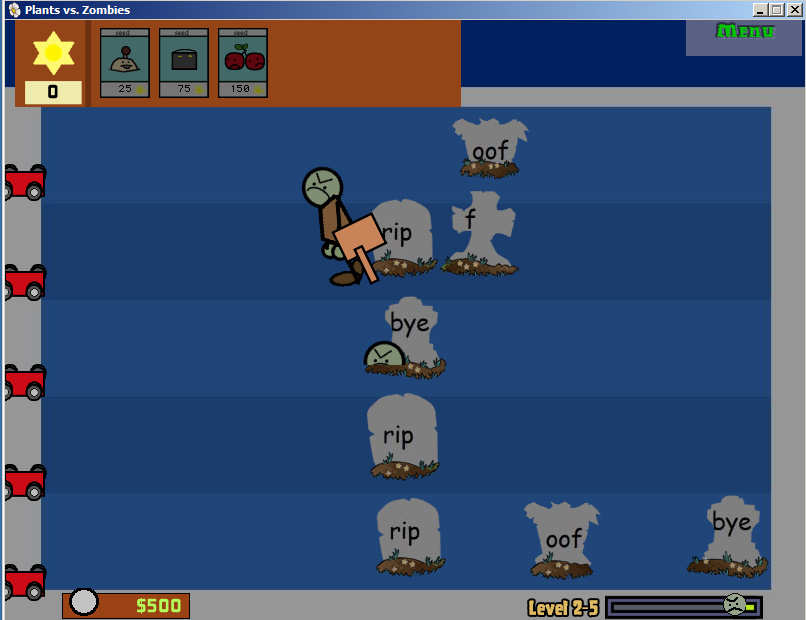 Plants vs. Zombies
Menu
seed
seed
seed
0
25
75
150
oof
rip
f
bye
rip
rip
oof
bye
$500
Level 2-5